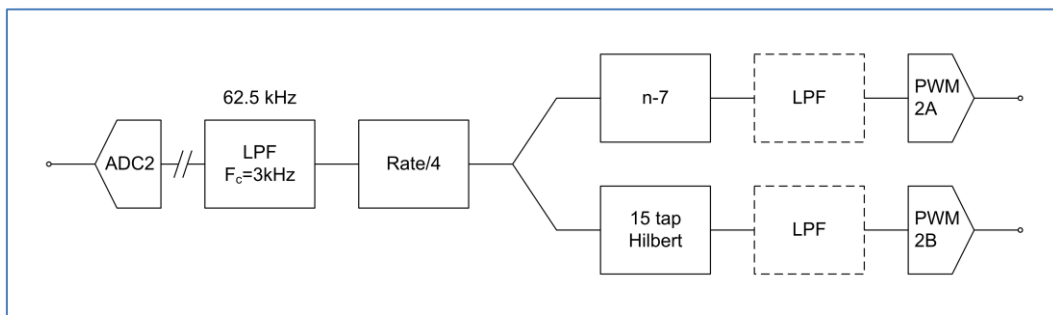 62.5 kHz
ADC2
LPF
Fc=3kHz
Rate/4
n-7
LPF
PWM
2A
15 tap
Hilbert
LPF
PWM
2B